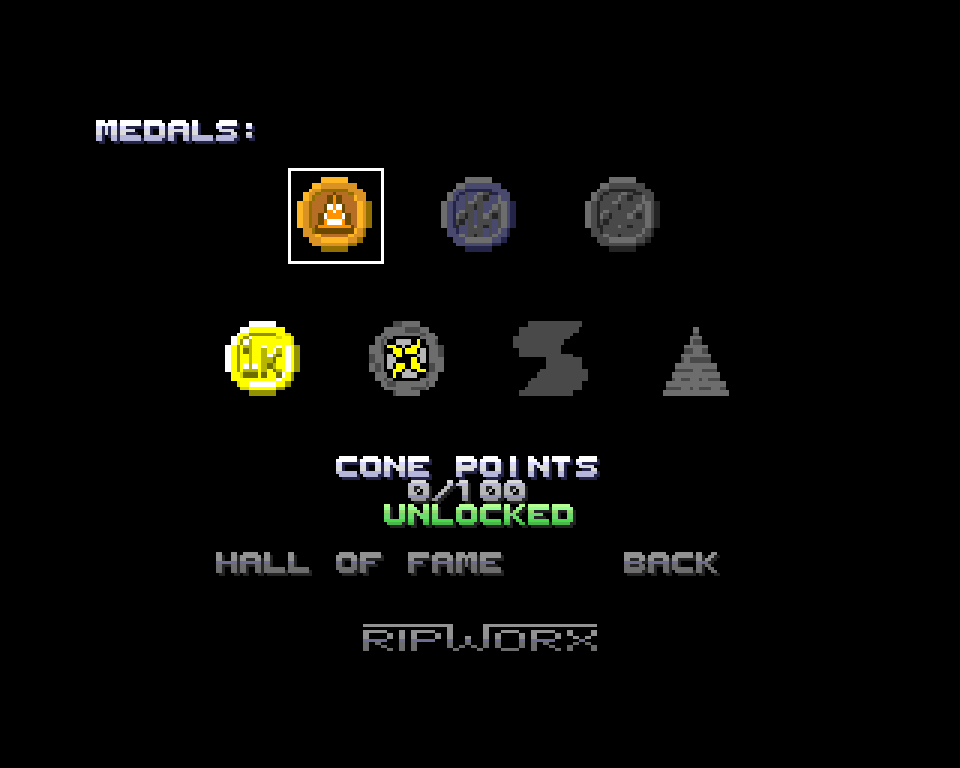 MEDALS:
1K
CONE POINTS
0/100
UNLOCKED
HALL OF FAME BACK
RIPWORX